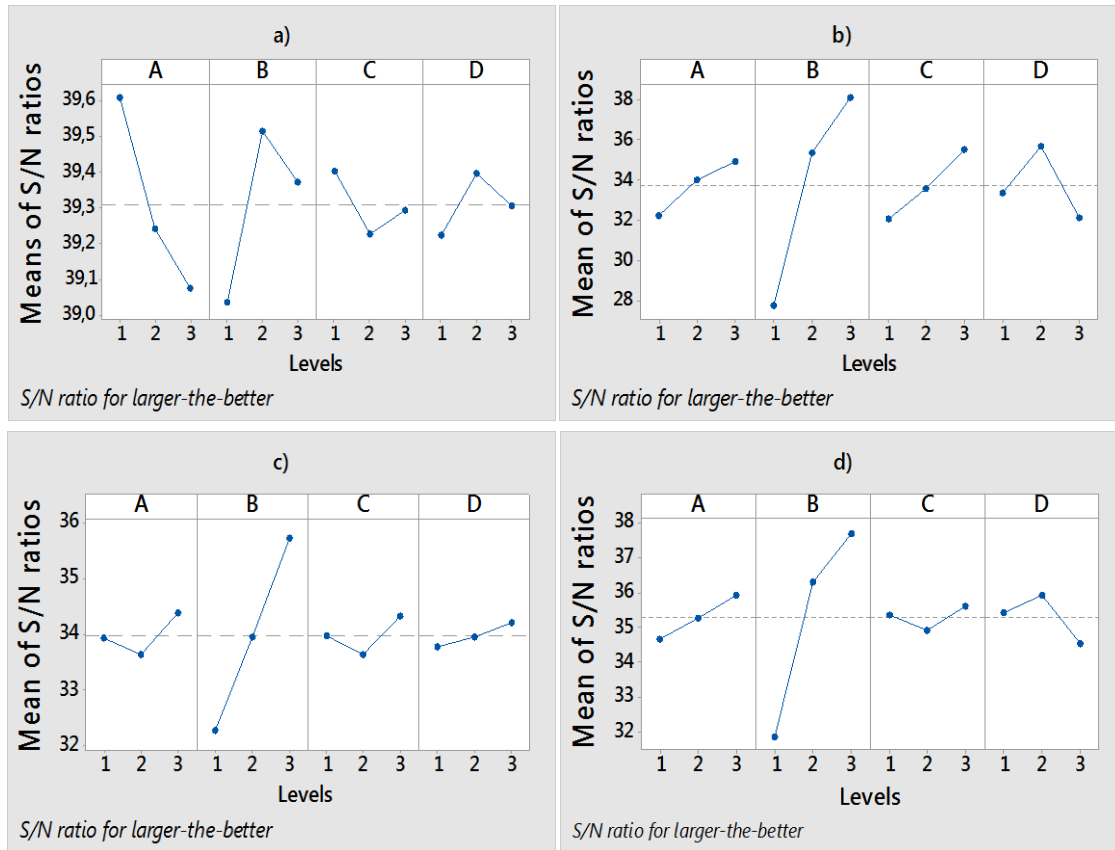 a)
A B C D
Means of S/N ratios
39,6
39,5
39,4
39,3
39,2
39,1
39,0
1 2 3 1 2 3 1 2 3 1 2 3
Levels
S/N ratio for larger-the-better
b)
A B C D
Mean of S/N ratios
38
36
34
32
30
28
1 2 3 1 2 3 1 2 3 1 2 3
Levels
S/N ratio for larger-the-better
c)
A B C D
Mean of S/N ratios
36
35
34
33
32
1 2 3 1 2 3 1 2 3 1 2 3
Levels
S/N ratio for larger-the-better
d)
A B C D
Mean of S/N ratios
38
37
36
35
34
33
32
1 2 3 1 2 3 1 2 3 1 2 3
Levels
S/N ratio for larger-the-better